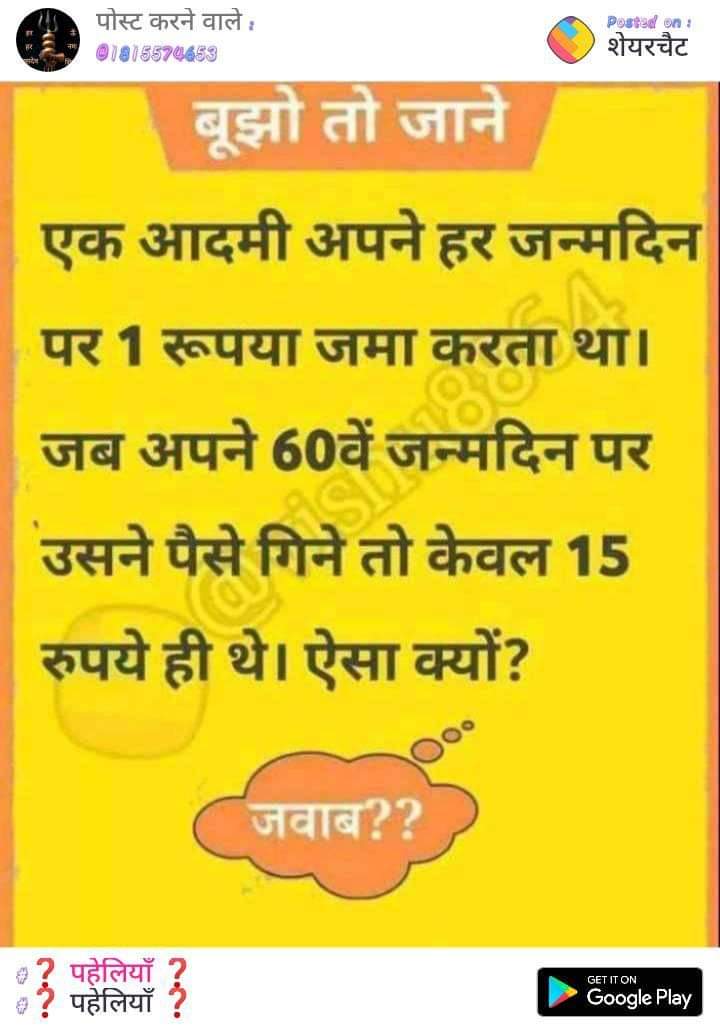 पोस्ट करने वाले :
@1815574653
Posted on :
शेयरचैट
बूझो तो जाने
एक आदमी अपने हर जन्मदिन
पर 1 रूपया जमा करता था।
जब अपने 60वें जन्मदिन पर
उसने पैसे गिने तो केवल 15
रुपये ही थे। ऐसा क्यों?
जवाब??
#❓ पहेलियाँ ❓
#❓ पहेलियाँ ❓
GET IT ON
Google Play